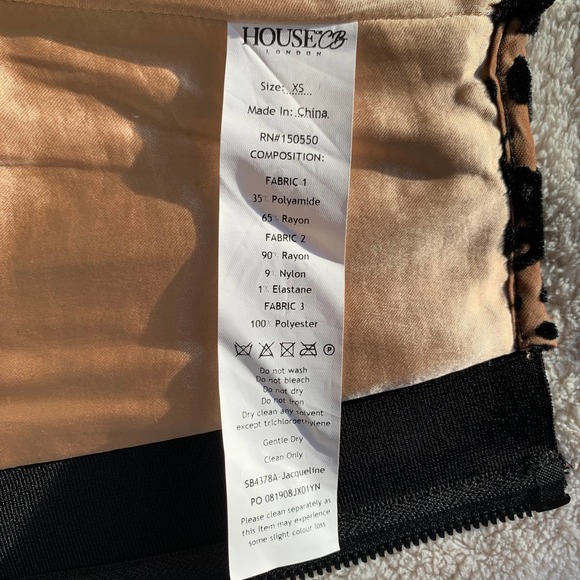 HOUSE OF CB
LONDON
Size: XS
Made In: China
RN#150550
COMPOSITION:
FABRIC 1
35% Polyamide
65% Rayon
FABRIC 2
90% Rayon
9% Nylon
1% Elastane
FABRIC 3
100% Polyester
P
Do not wash
Do not bleach
Do not dry
Do not iron
Dry clean any solvent
except trichloroethylene
Gentle Dry
Clean Only
SB4378A-Jacqueline
PO 081908JX01YN
Please clean separately as
this item may experience
some slight colour loss